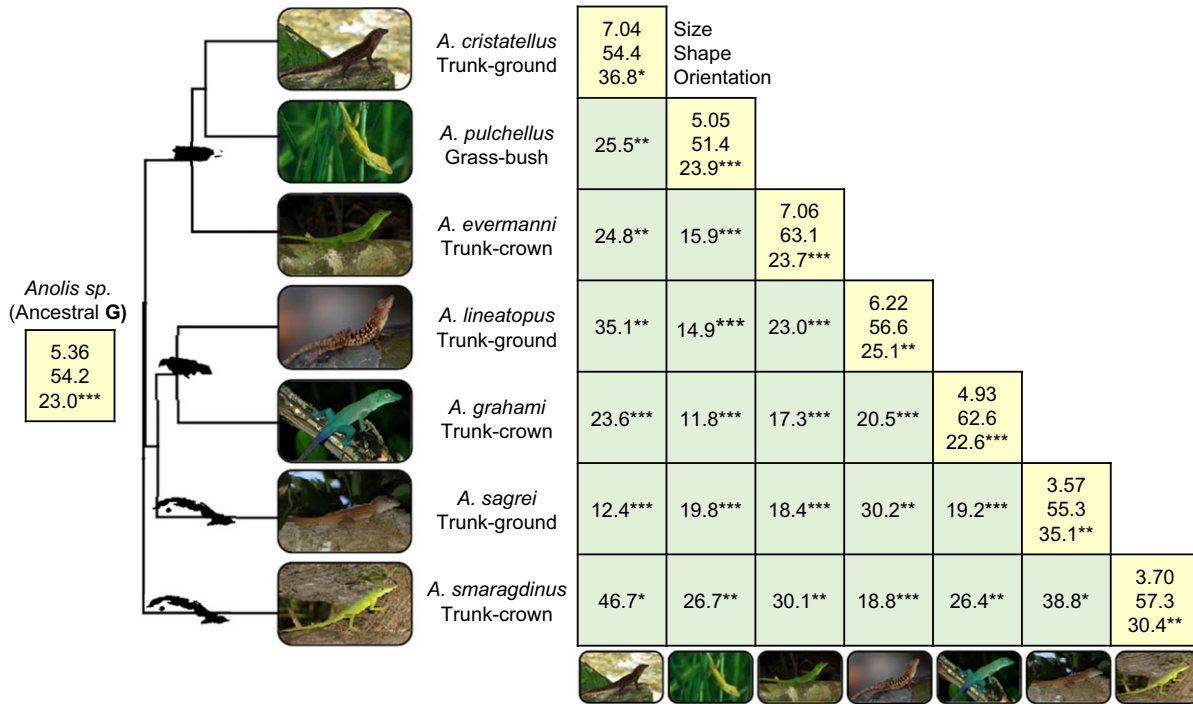 A. cristatellus
Trunk-ground
7.04
54.4
36.8*
Size
Shape
Orientation
A. pulchellus
Grass-bush
25.5**
5.05
51.4
23.9***
A. evermanni
Trunk-crown
24.8**
15.9***
7.06
63.1
23.7***
Anolis sp.
(Ancestral G)
5.36
54.2
23.0***
A. lineatopus
Trunk-ground
35.1**
14.9***
23.0***
6.22
56.6
25.1**
A. grahami
Trunk-crown
23.6***
11.8***
17.3***
20.5***
4.93
62.6
22.6***
A. sagrei
Trunk-ground
12.4***
19.8***
18.4***
30.2**
19.2***
3.57
55.3
35.1**
A. smaragdinus
Trunk-crown
46.7*
26.7**
30.1**
18.8***
26.4**
38.8*
3.70
57.3
30.4**